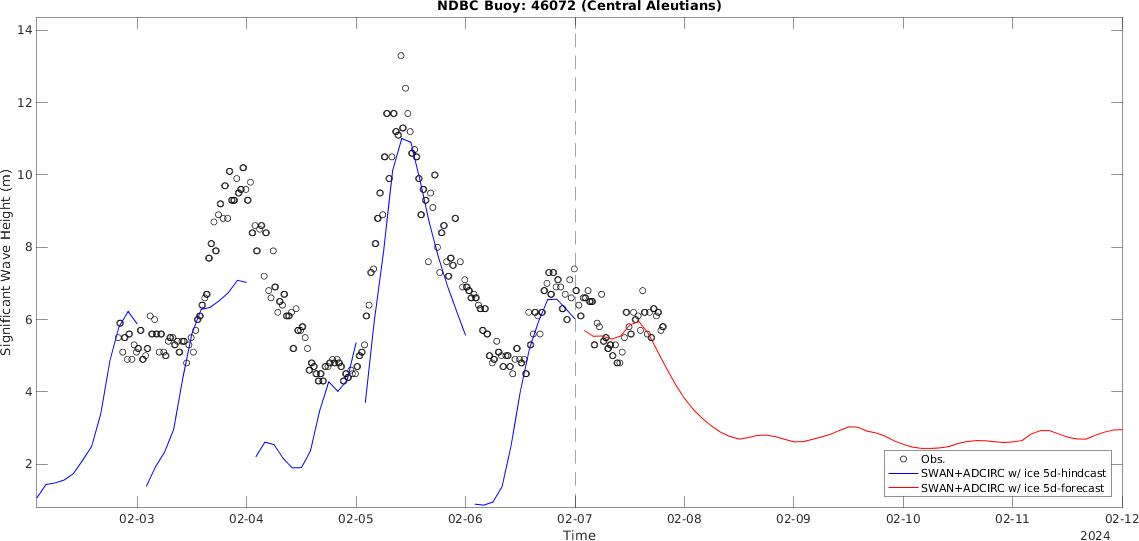 NDBC Buoy: 46072 (Central Aleutians)
14
12
10
8
6
4
2
Significant Wave Height (m)
Obs.
SWAN+ADCIRC w/ ice 5d-hindcast
SWAN+ADCIRC w/ ice 5d-forecast
02-03 02-04 02-05 02-06 02-07 02-08 02-09 02-10 02-11 02-12
Time
2024